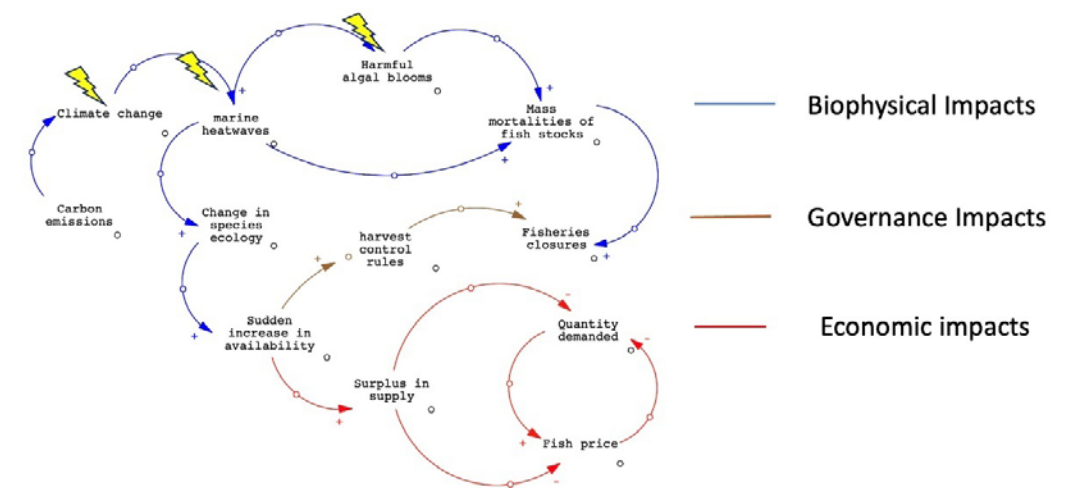 Harmful
algal blooms
Climate change
marine
heatwaves
+
Mass
mortalities of
fish stocks
+
+
Biophysical Impacts
Carbon
emissions
Change in
species
ecology
+
harvest
control
rules
+
Fisheries
closures
+
+
Governance Impacts
Sudden
increase in
availability
+
Quantity
demanded
-
-
Economic impacts
Surplus in
supply
+
Fish price
+
-